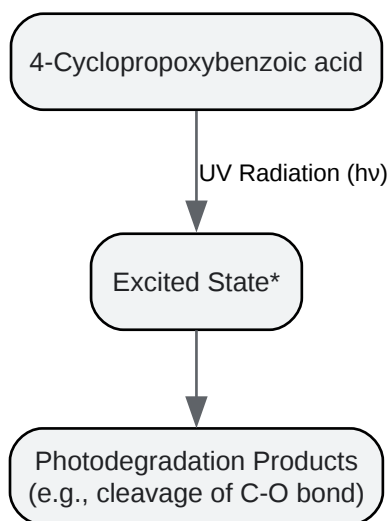 4-Cyclopropoxybenzoic acid
UV Radiation (hν)
Excited State*
Photodegradation Products
(e.g., cleavage of C-O bond)